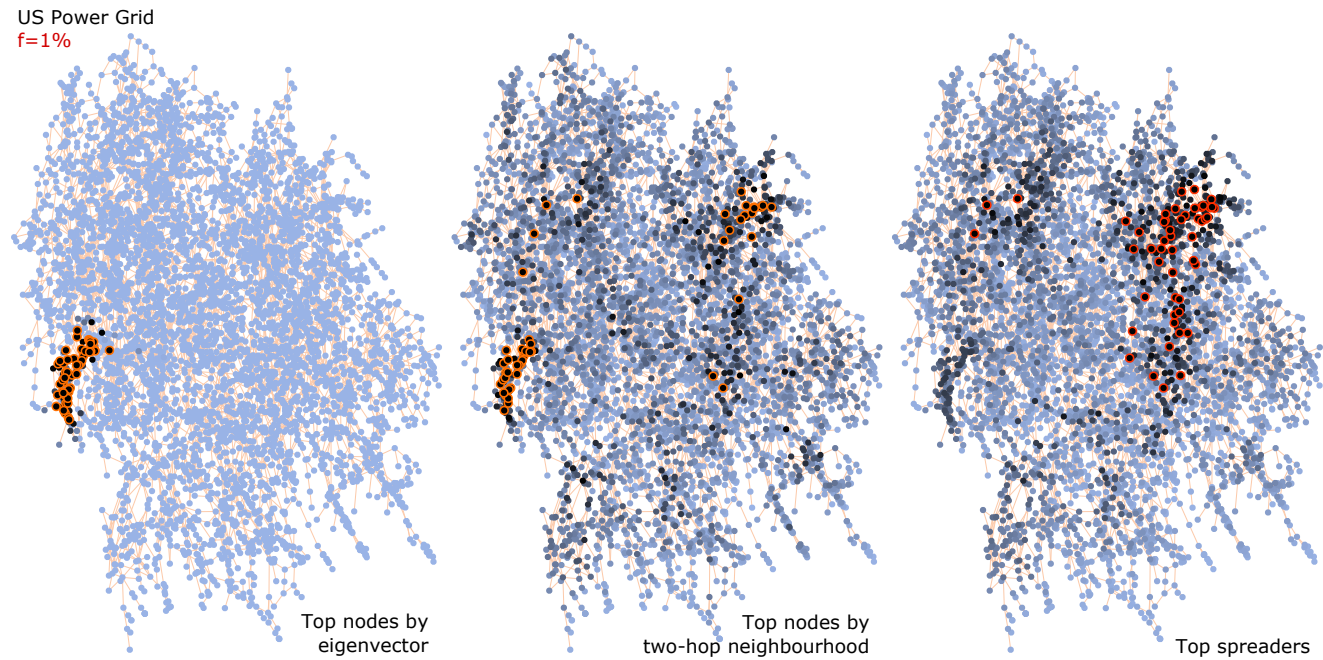 US Power Grid
f=1%
Top nodes by
eigenvector
Top nodes by
two-hop neighbourhood
Top spreaders